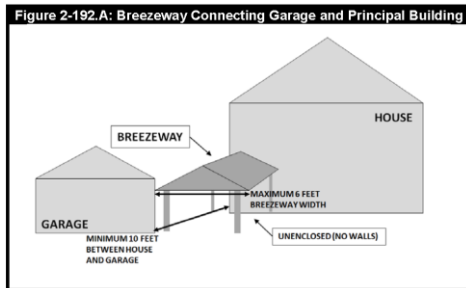 Figure 2-192.A: Breezeway Connecting Garage and Principal Building
HOUSE
BREEZEWAY
MAXIMUM 6 FEET
BREEZEWAY WIDTH
GARAGE
MINIMUM 10 FEET
BETWEEN HOUSE
AND GARAGE
UNENCLOSED (NO WALLS)